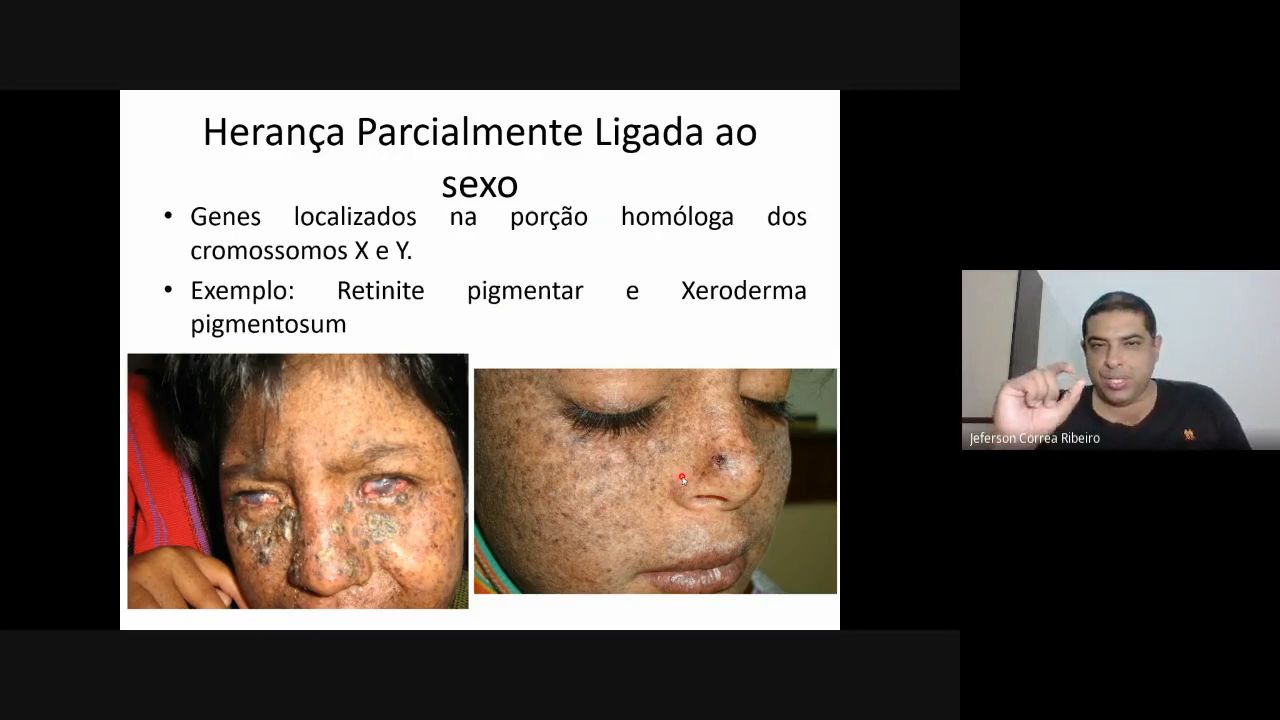 Herança Parcialmente Ligada ao
sexo
• Genes localizados na porção homóloga dos
cromossomos X e Y.
• Exemplo: Retinite pigmentar e Xeroderma
pigmentosum
Jeferson Correa Ribeiro